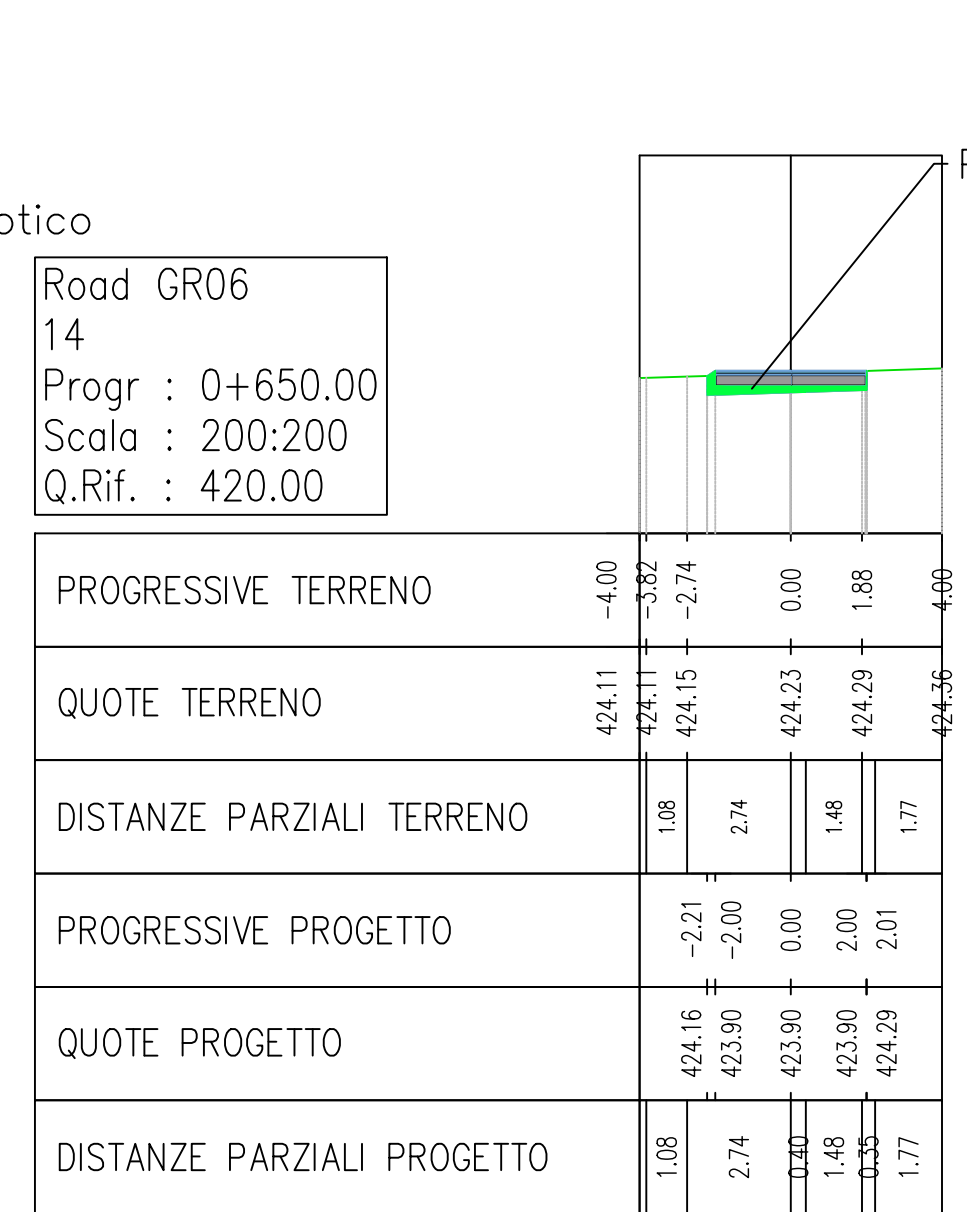 otico
Road GR06
14
Progr : 0+650.00
Scala : 200:200
Q.Rif. : 420.00
PROGRESSIVE TERRENO -4.00 -3.82 -2.74 0.00 1.88 4.00
QUOTE TERRENO 424.11 424.11 424.15 424.23 424.29 424.36
DISTANZE PARZIALI TERRENO 1.08 2.74 1.48 1.77
PROGRESSIVE PROGETTO -2.21 -2.00 0.00 2.00 2.01
QUOTE PROGETTO 424.16 423.90 423.90 423.90 424.29
DISTANZE PARZIALI PROGETTO 1.08 2.74 0.40 1.48 0.35 1.77